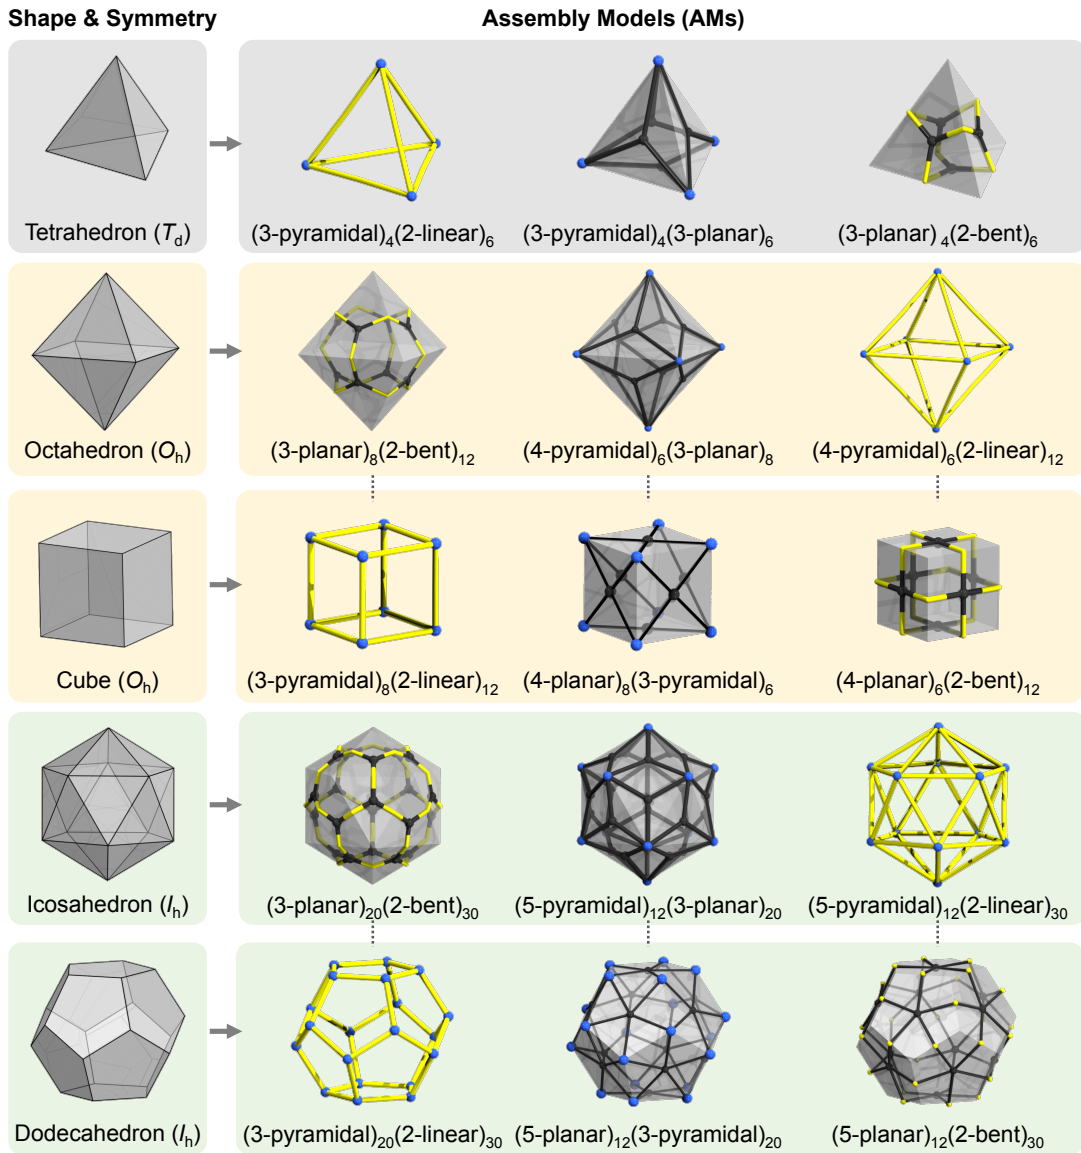 Shape & Symmetry
Assembly Models (AMs)
Tetrahedron (Td)
(3-pyramidal)4(2-linear)6
(3-pyramidal)4(3-planar)6
(3-planar) 4(2-bent)6
Octahedron (Oh)
(3-planar)8(2-bent)12
(4-pyramidal)6(3-planar)8
(4-pyramidal)6(2-linear)12
Cube (Oh)
(3-pyramidal)8(2-linear)12
(4-planar)8(3-pyramidal)6
(4-planar)6(2-bent)12
Icosahedron (Ih)
(3-planar)20(2-bent)30
(5-pyramidal)12(3-planar)20
(5-pyramidal)12(2-linear)30
Dodecahedron (Ih)
(3-pyramidal)20(2-linear)30
(5-planar)12(3-pyramidal)20
(5-planar)12(2-bent)30